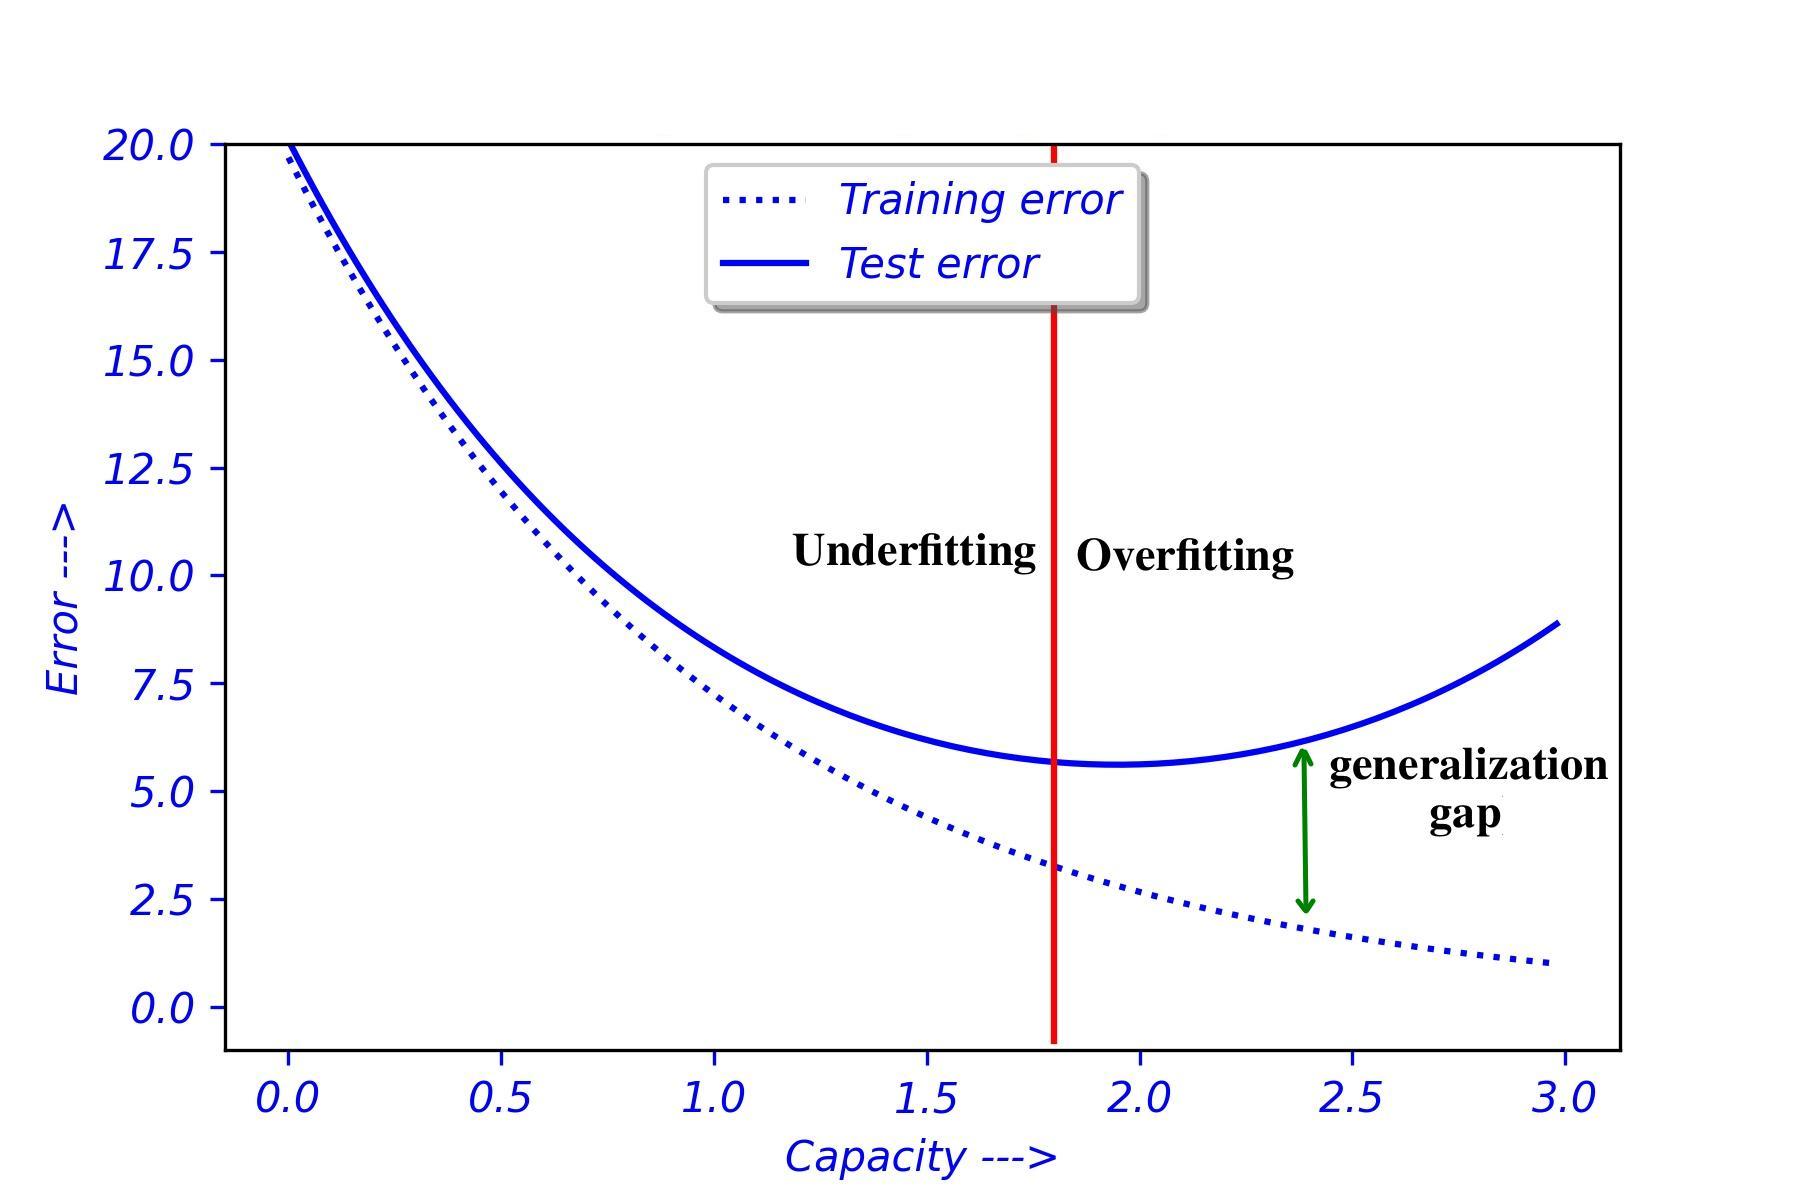 20.0
17.5
15.0
12.5
10.0
7.5
5.0
2.5
0.0
Error --->
Training error
Test error
Underfitting
Overfitting
generalization
gap
0.0 0.5 1.0 1.5 2.0 2.5 3.0
Capacity --->